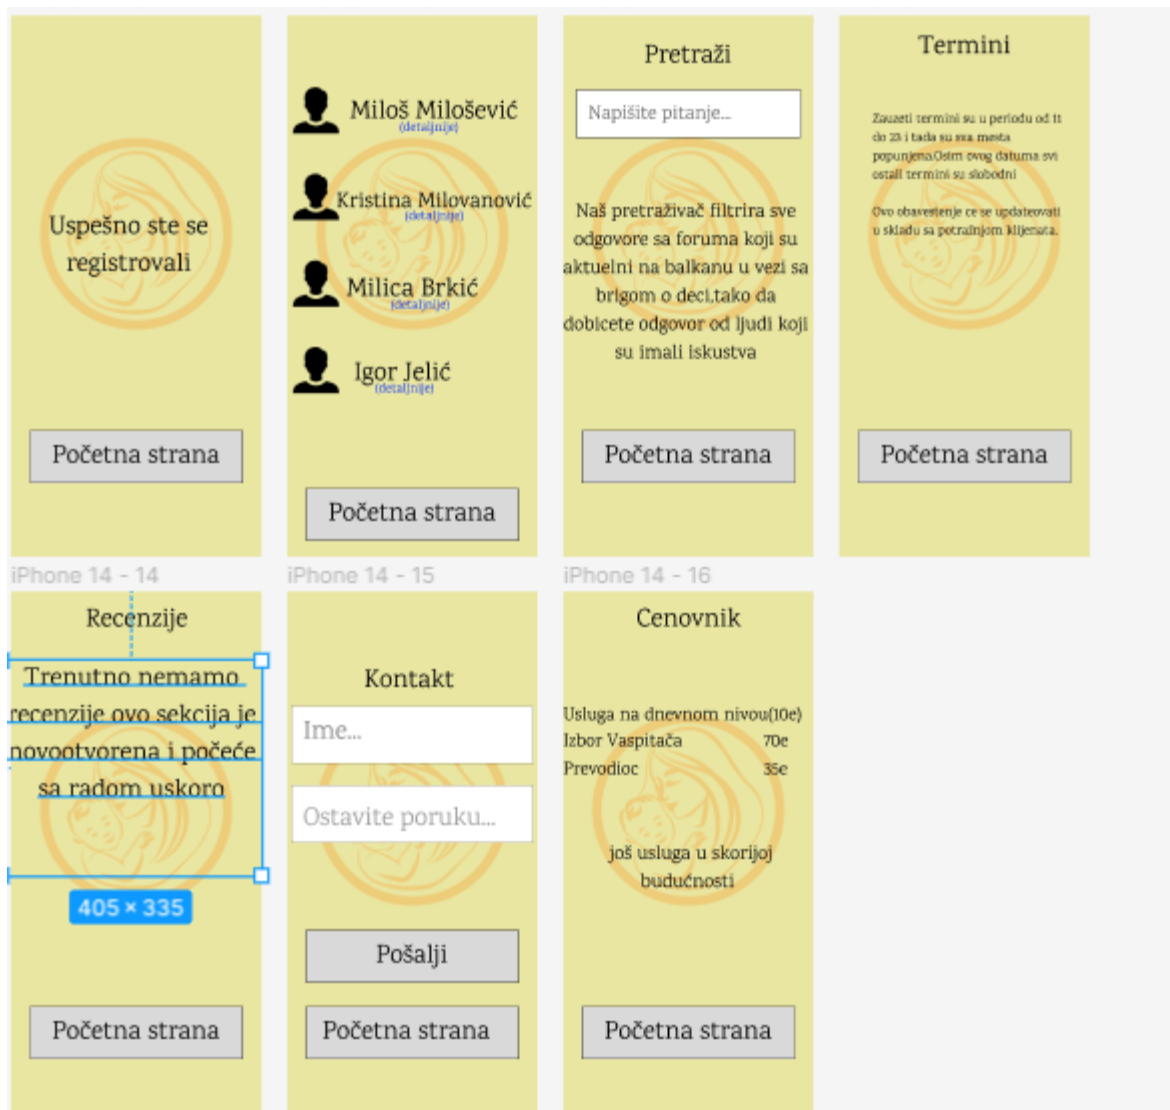 Uspešno ste se
registrovali
Početna strana
Miloš Milošević
(detaljnije)
Kristina Milovanović
(detaljnije)
Milica Brkić
(detaljnije)
Igor Jelić
(detaljnije)
Početna strana
Pretraži
Napišite pitanje...
Naš pretraživač filtrira sve
odgovore sa foruma koji su
aktuelni na balkanu u vezi sa
brigom o deci,tako da
dobicete odgovor od ljudi koji
su imali iskustva
Početna strana
Termini
Zauzeti termini su u periodu od 11
do 23 i tada su sva mesta
popunjena.Osim ovog datuma svi
ostali termini su slobodni
Ovo obavestenje ce se updateovati
u skladu sa potražnjom klijenata.
Početna strana
iPhone 14 - 14
Recenzije
Trenutno nemamo
recenzije ovo sekcija je
novootvorena i počeće
sa radom uskoro
405 × 335
Početna strana
iPhone 14 - 15
Kontakt
Ime...
Ostavite poruku...
Pošalji
Početna strana
iPhone 14 - 16
Cenovnik
Usluga na dnevnom nivou(10e)
Izbor Vaspitača 70e
Prevodioc 35e
još usluga u skorijoj
budućnosti
Početna strana